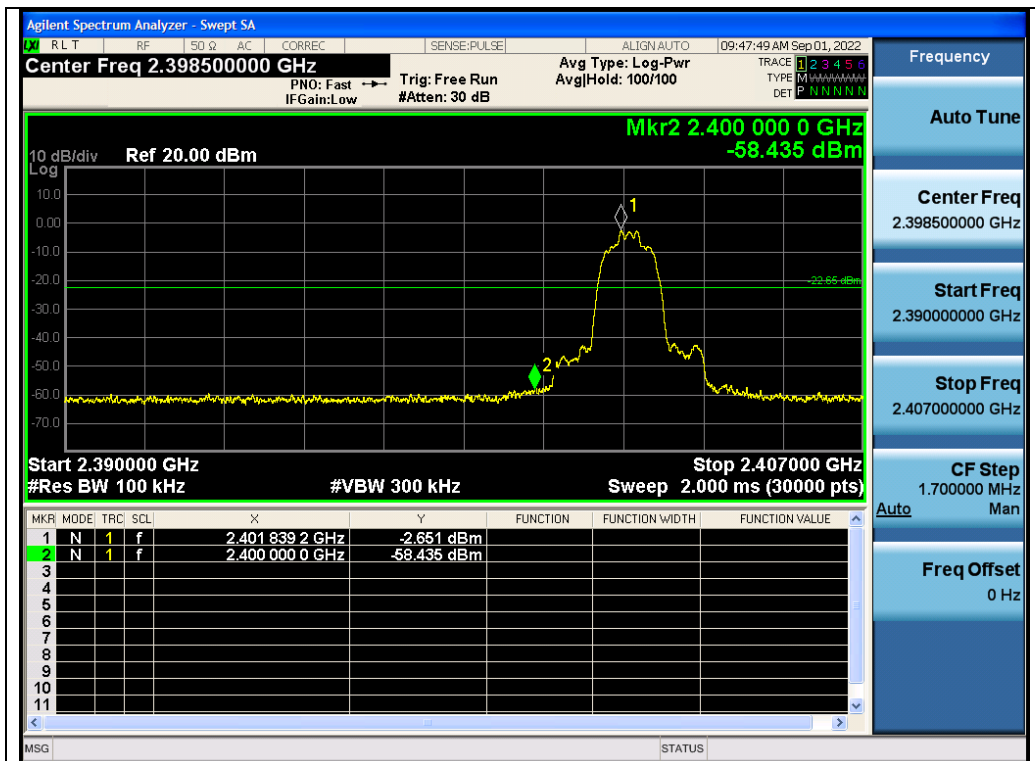 Agilent Spectrum Analyzer - Swept SA
LXI R L T RF 50 Ω AC CORREC SENSE:PULSE ALIGN AUTO 09:47:49 AM Sep 01, 2022
Center Freq 2.398500000 GHz
PNO: Fast
IFGain:Low
Trig: Free Run
#Atten: 30 dB
Avg Type: Log-Pwr
Avg|Hold: 100/100
TRACE 1 2 3 4 5 6
TYPE M W W W W W
DET P N N N N N
Mkr2 2.400 000 0 GHz
-58.435 dBm
10 dB/div Ref 20.00 dBm
Log
10.0
0.00
-10.0
-20.0
-30.0
-40.0
-50.0
-60.0
-70.0
1
-22.65 dBm
2
Start 2.390000 GHz Stop 2.407000 GHz
#Res BW 100 kHz #VBW 300 kHz Sweep 2.000 ms (30000 pts)
MKR MODE TRC SCL X Y FUNCTION FUNCTION WIDTH FUNCTION VALUE
1 N 1 f 2.401 839 2 GHz -2.651 dBm
2 N 1 f 2.400 000 0 GHz -58.435 dBm
3
4
5
6
7
8
9
10
11
MSG STATUS
Frequency
Auto Tune
Center Freq
2.398500000 GHz
Start Freq
2.390000000 GHz
Stop Freq
2.407000000 GHz
CF Step
1.700000 MHz
Auto Man
Freq Offset
0 Hz